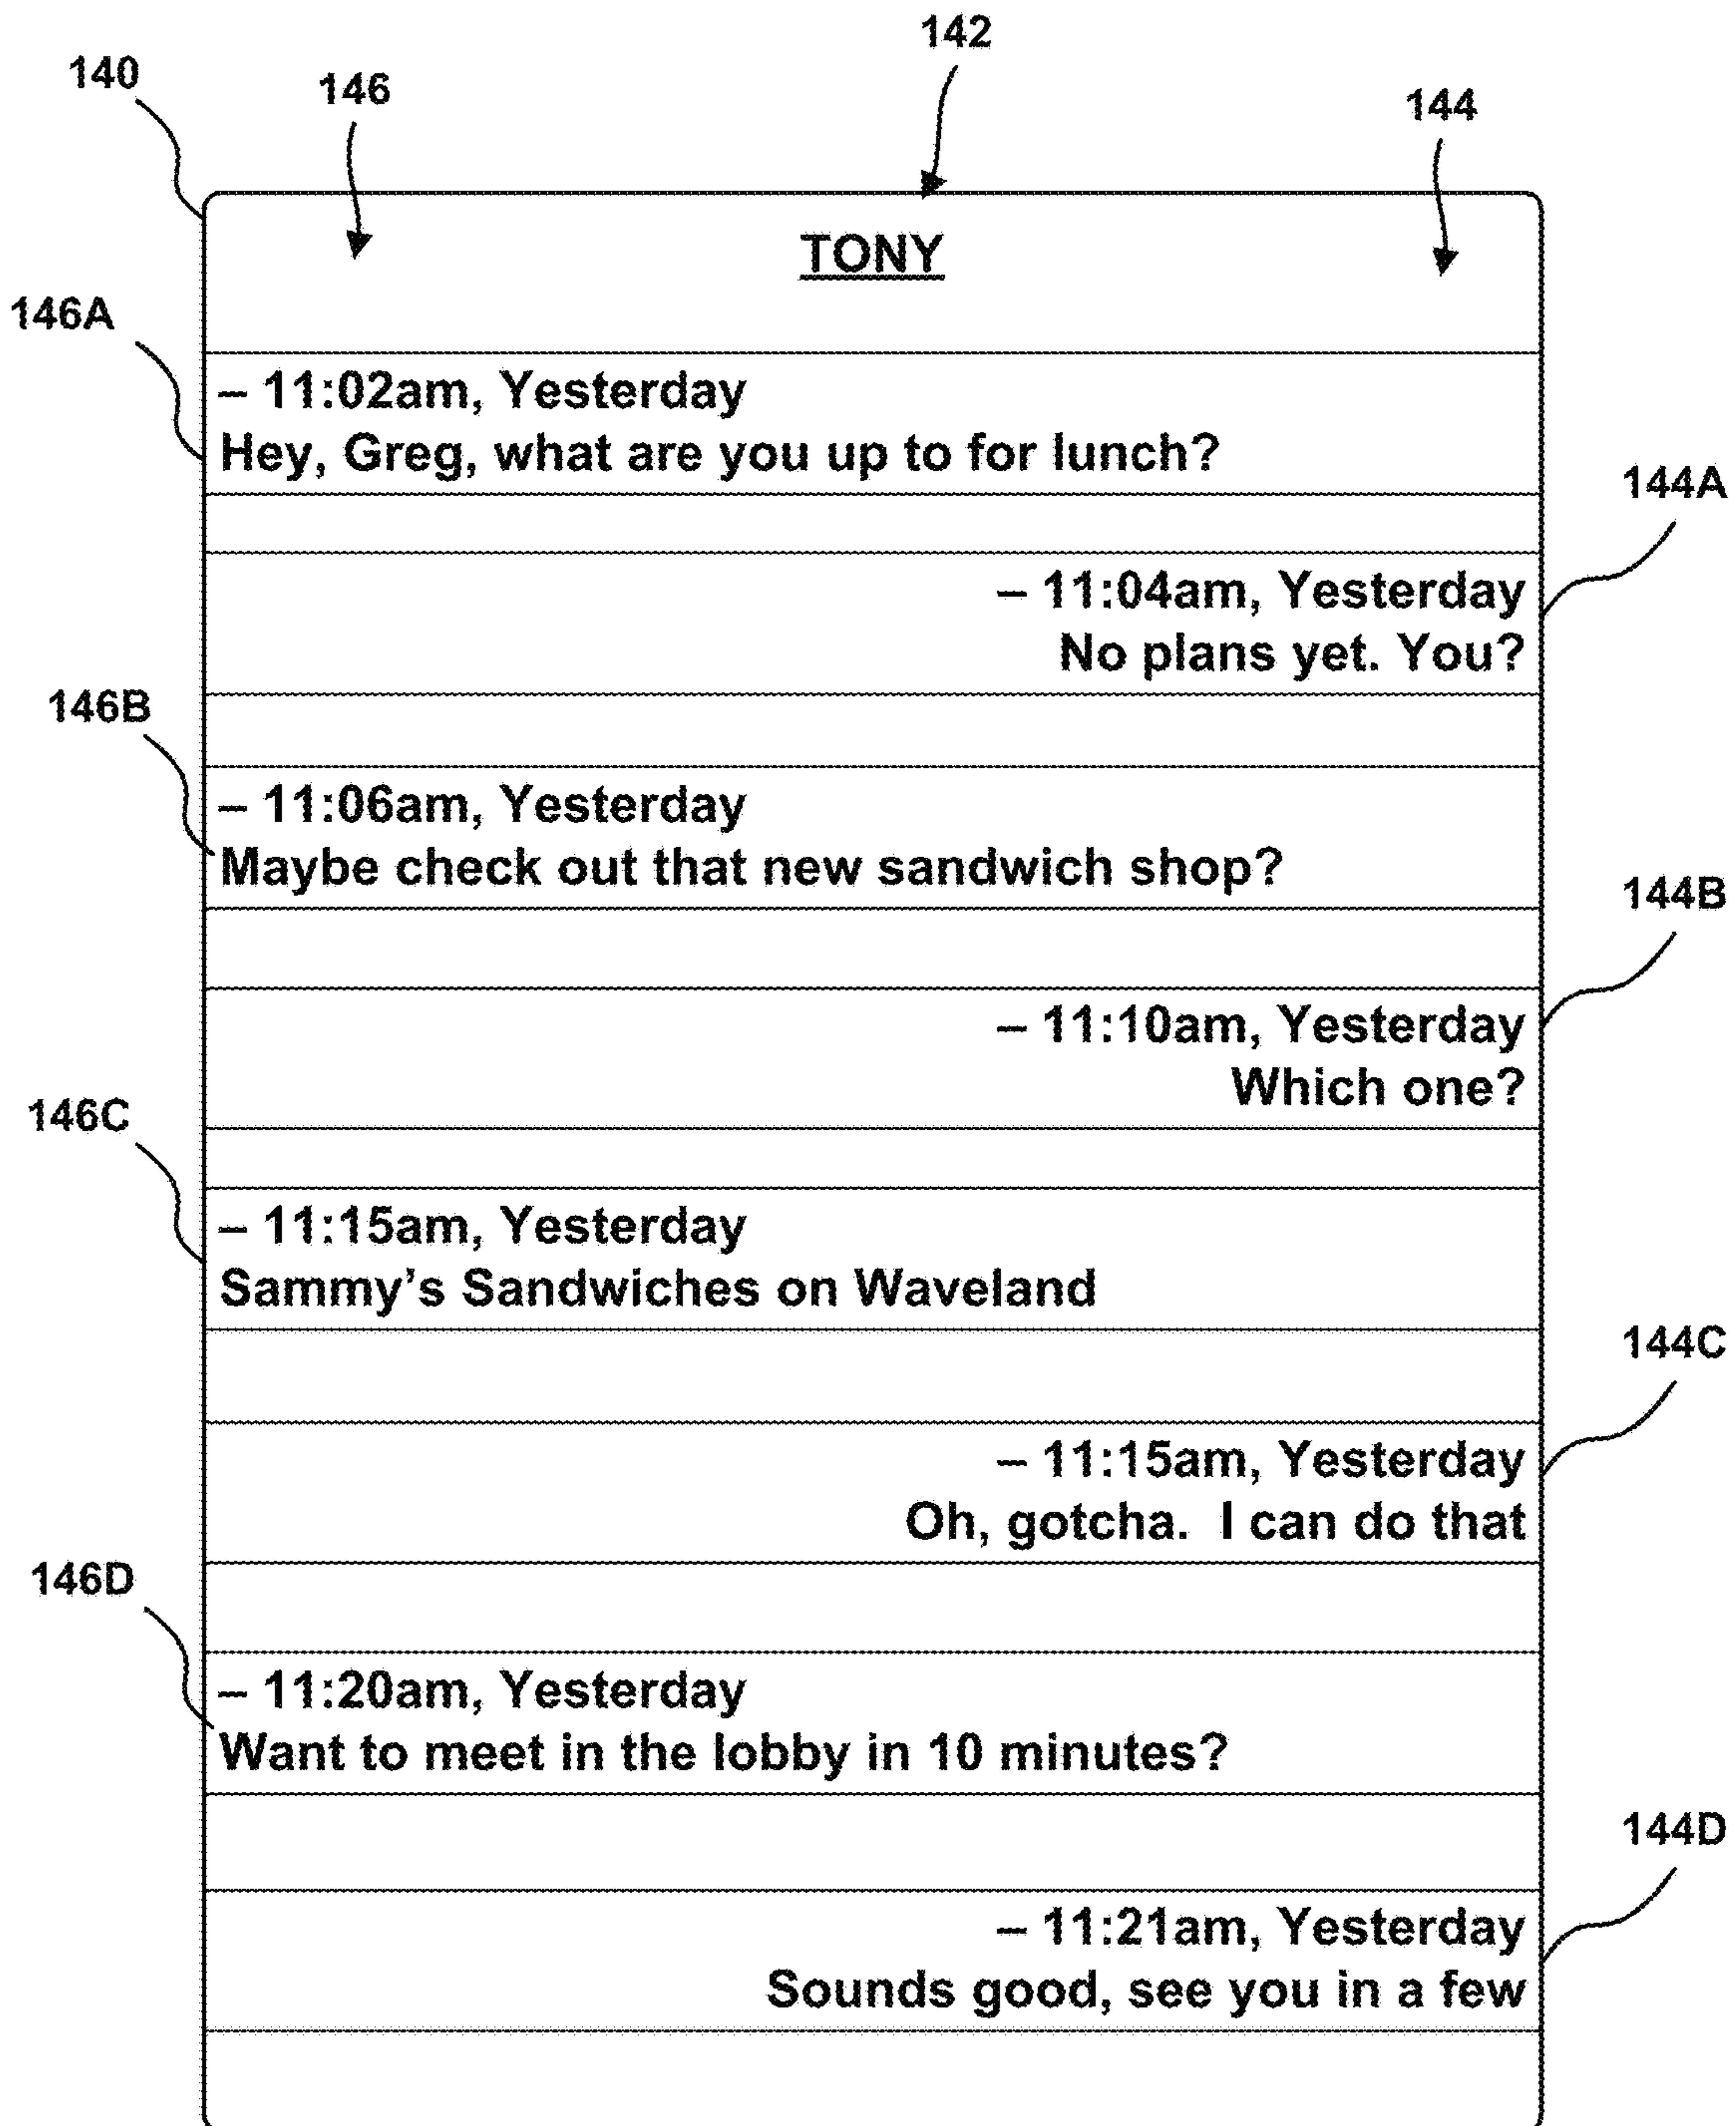 142
140
146
144
TONY
146A
– 11:02am, Yesterday
Hey, Greg, what are you up to for lunch?
144A
– 11:04am, Yesterday
No plans yet. You?
146B
– 11:06am, Yesterday
Maybe check out that new sandwich shop?
144B
– 11:10am, Yesterday
Which one?
146C
– 11:15am, Yesterday
Sammy’s Sandwiches on Waveland
144C
– 11:15am, Yesterday
Oh, gotcha.  I can do that
146D
– 11:20am, Yesterday
Want to meet in the lobby in 10 minutes?
144D
– 11:21am, Yesterday
Sounds good, see you in a few